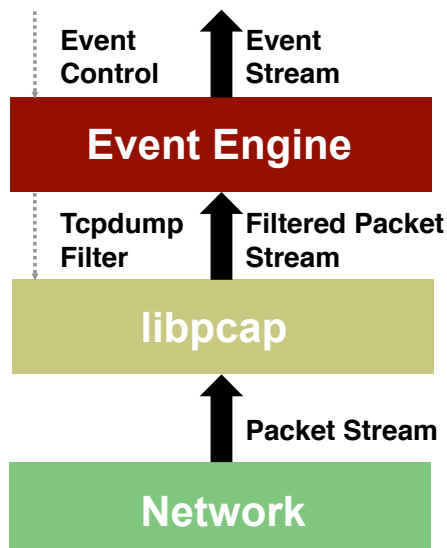 Event
Control
Event
Stream
Event Engine
Tcpdump
Filter
Filtered Packet
Stream
libpcap
Packet Stream
Network